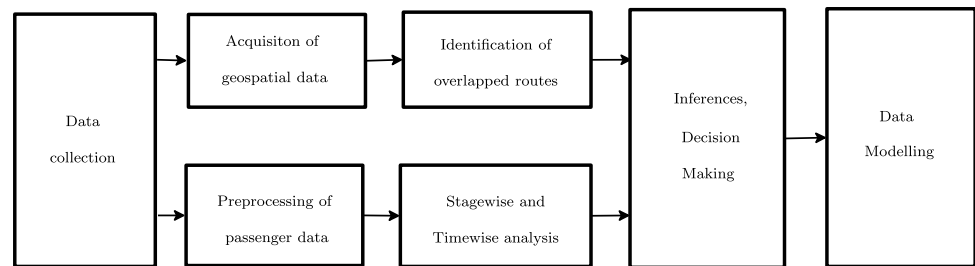 Data
collection
Acquisiton of
geospatial data
Identification of
overlapped routes
Preprocessing of
passenger data
Stagewise and
Timewise analysis
Inferences,
Decision
Making
Data
Modelling